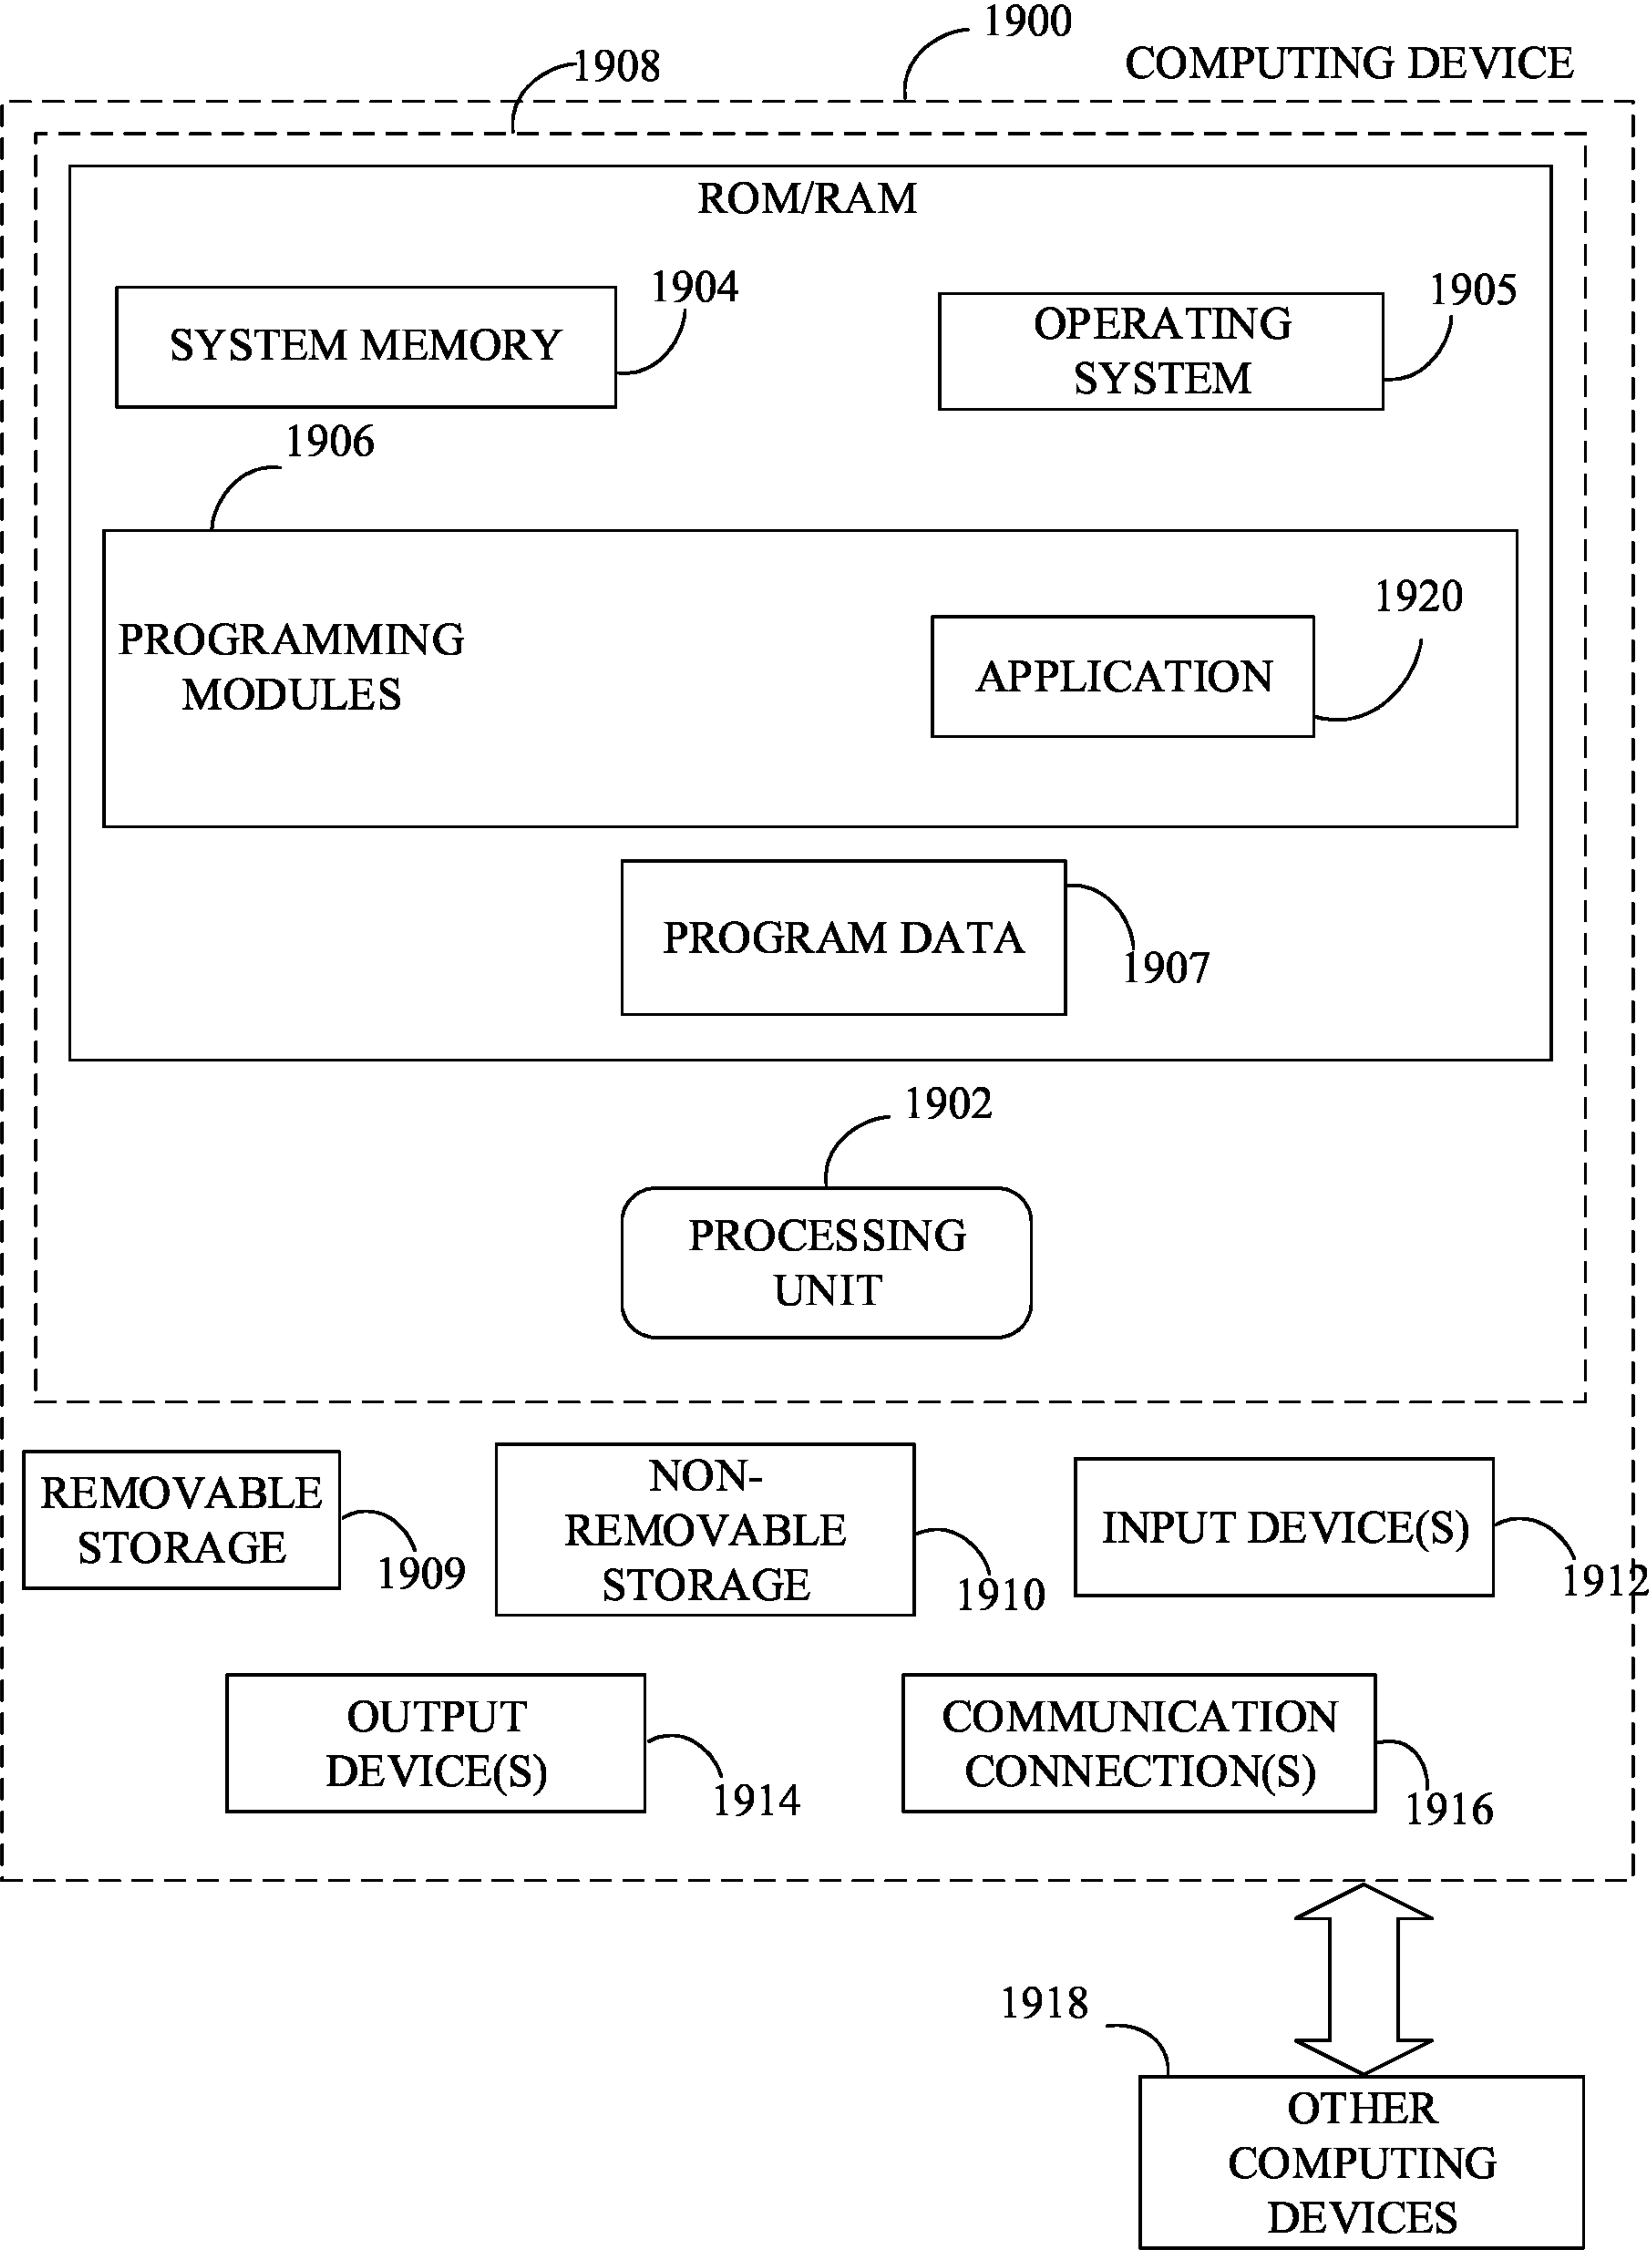 1900
COMPUTING DEVICE
1908
ROM/RAM
SYSTEM MEMORY
1904
OPERATING
SYSTEM
1905
1906
PROGRAMMING
MODULES
APPLICATION
1920
PROGRAM DATA
1907
1902
PROCESSING
UNIT
REMOVABLE
STORAGE
1909
NON-
REMOVABLE
STORAGE
1910
INPUT DEVICE(S)
1912
OUTPUT
DEVICE(S)
1914
COMMUNICATION
CONNECTION(S)
1916
1918
OTHER
COMPUTING
DEVICES